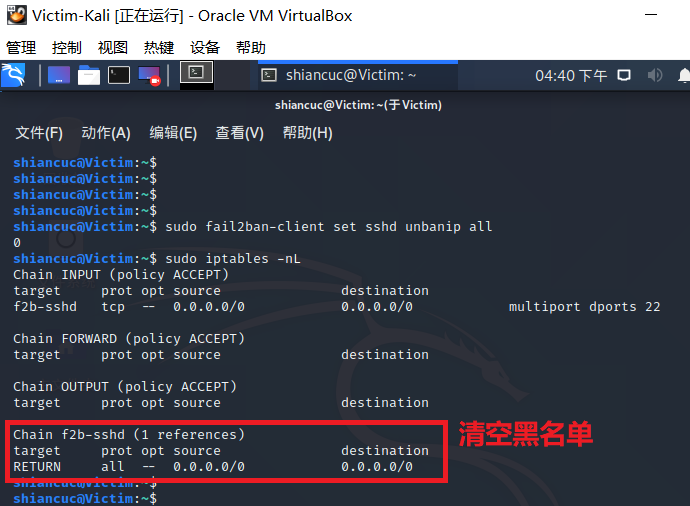 Victim-Kali [正在运行] - Oracle VM VirtualBox
管理 控制 视图 热键 设备 帮助
shiancuc@Victim: ~ 04:40 下午
shiancuc@Victim: ~(于 Victim)
文件(F) 动作(A) 编辑(E) 查看(V) 帮助(H)
shiancuc@Victim:~$
shiancuc@Victim:~$
shiancuc@Victim:~$
shiancuc@Victim:~$
shiancuc@Victim:~$ sudo fail2ban-client set sshd unbanip all
0
shiancuc@Victim:~$ sudo iptables -nL
Chain INPUT (policy ACCEPT)
target prot opt source destination
f2b-sshd tcp -- 0.0.0.0/0 0.0.0.0/0 multiport dports 22
Chain FORWARD (policy ACCEPT)
target prot opt source destination
Chain OUTPUT (policy ACCEPT)
target prot opt source destination
Chain f2b-sshd (1 references)
target prot opt source destination
RETURN all -- 0.0.0.0/0 0.0.0.0/0
清空黑名单
shiancuc@Victim:~$
shiancuc@Victim:~$